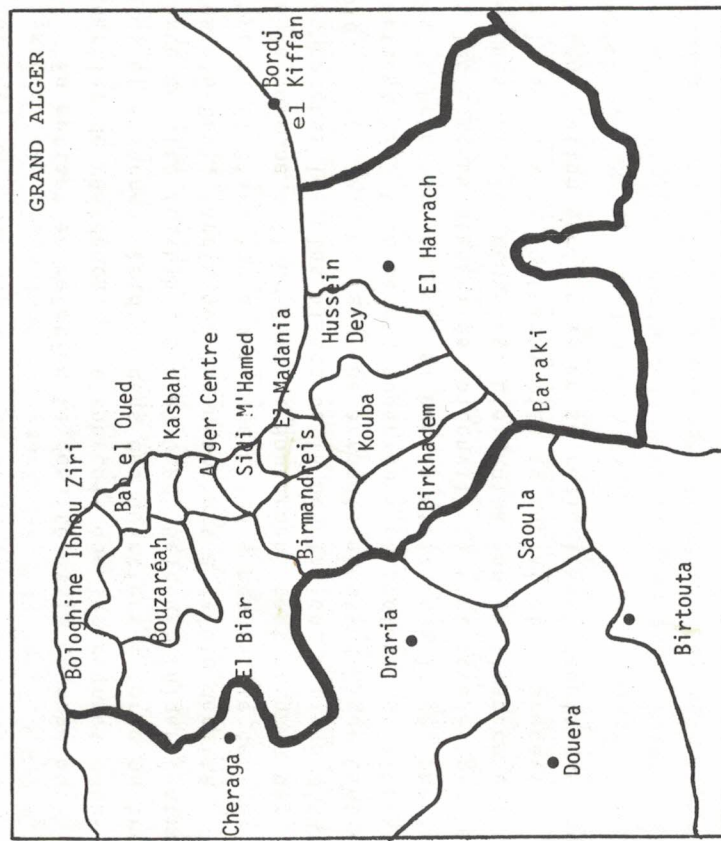 GRAND ALGER
Bologhine Ibnou Ziri
Bab el Oued
Kasbah
Alger Centre
Sidi M'Hamed
El Madania
Bordj
el Kiffan
Bouzaréah
El Biar
Birmandreis
Hussein
Dey
Kouba
El Harrach
Cheraga
Draria
Birkhadem
Baraki
Saoula
Douera
Birtouta